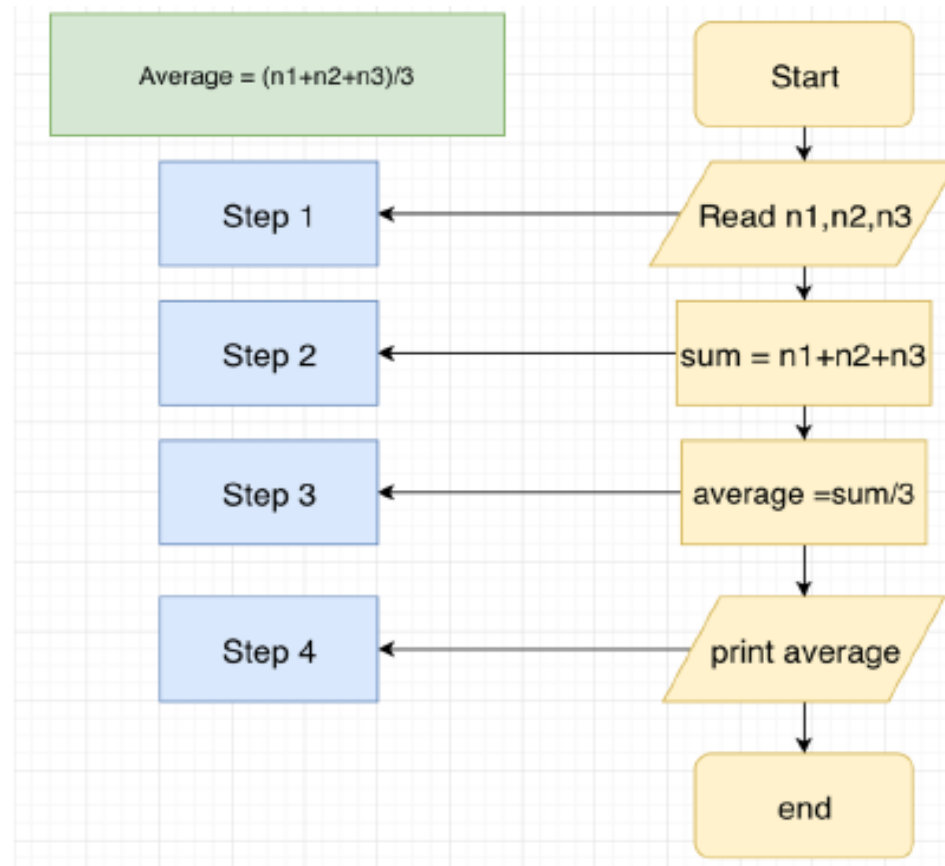 Average = (n1+n2+n3)/3
Start
Step 1
Read n1,n2,n3
Step 2
sum = n1+n2+n3
Step 3
average =sum/3
Step 4
print average
end